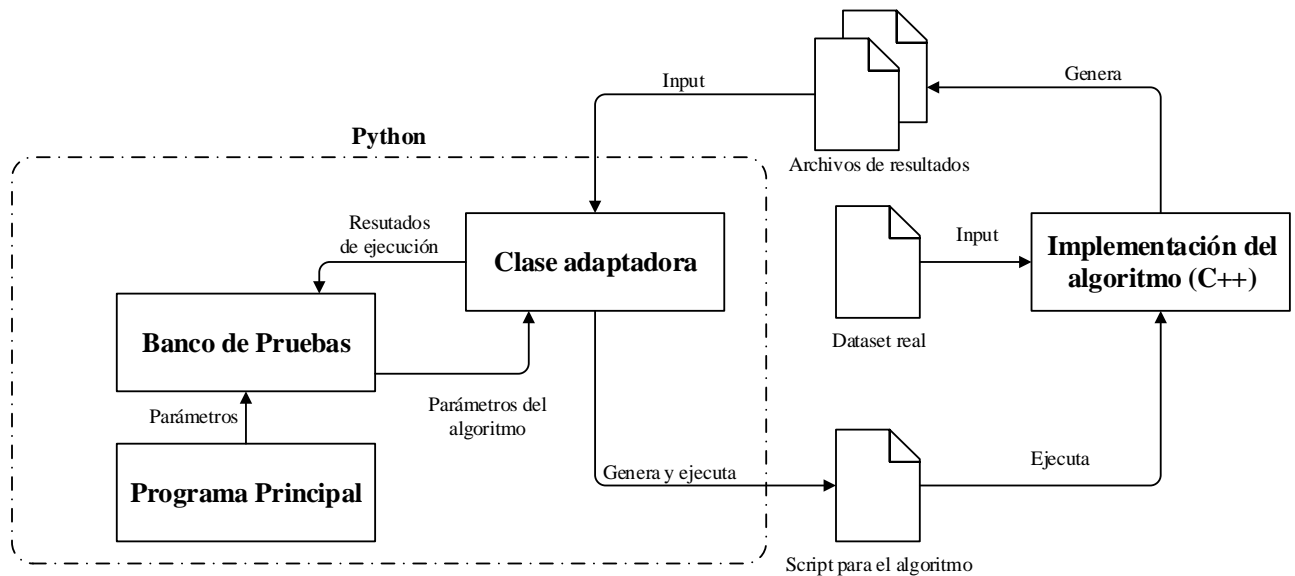 Input
Genera
Python
Archivos de resultados
Resutados
de ejecución
Clase adaptadora
Input
Implementación del
algoritmo (C++)
Banco de Pruebas
Dataset real
Parámetros
Parámetros del
algoritmo
Programa Principal
Genera y ejecuta
Ejecuta
Script para el algoritmo